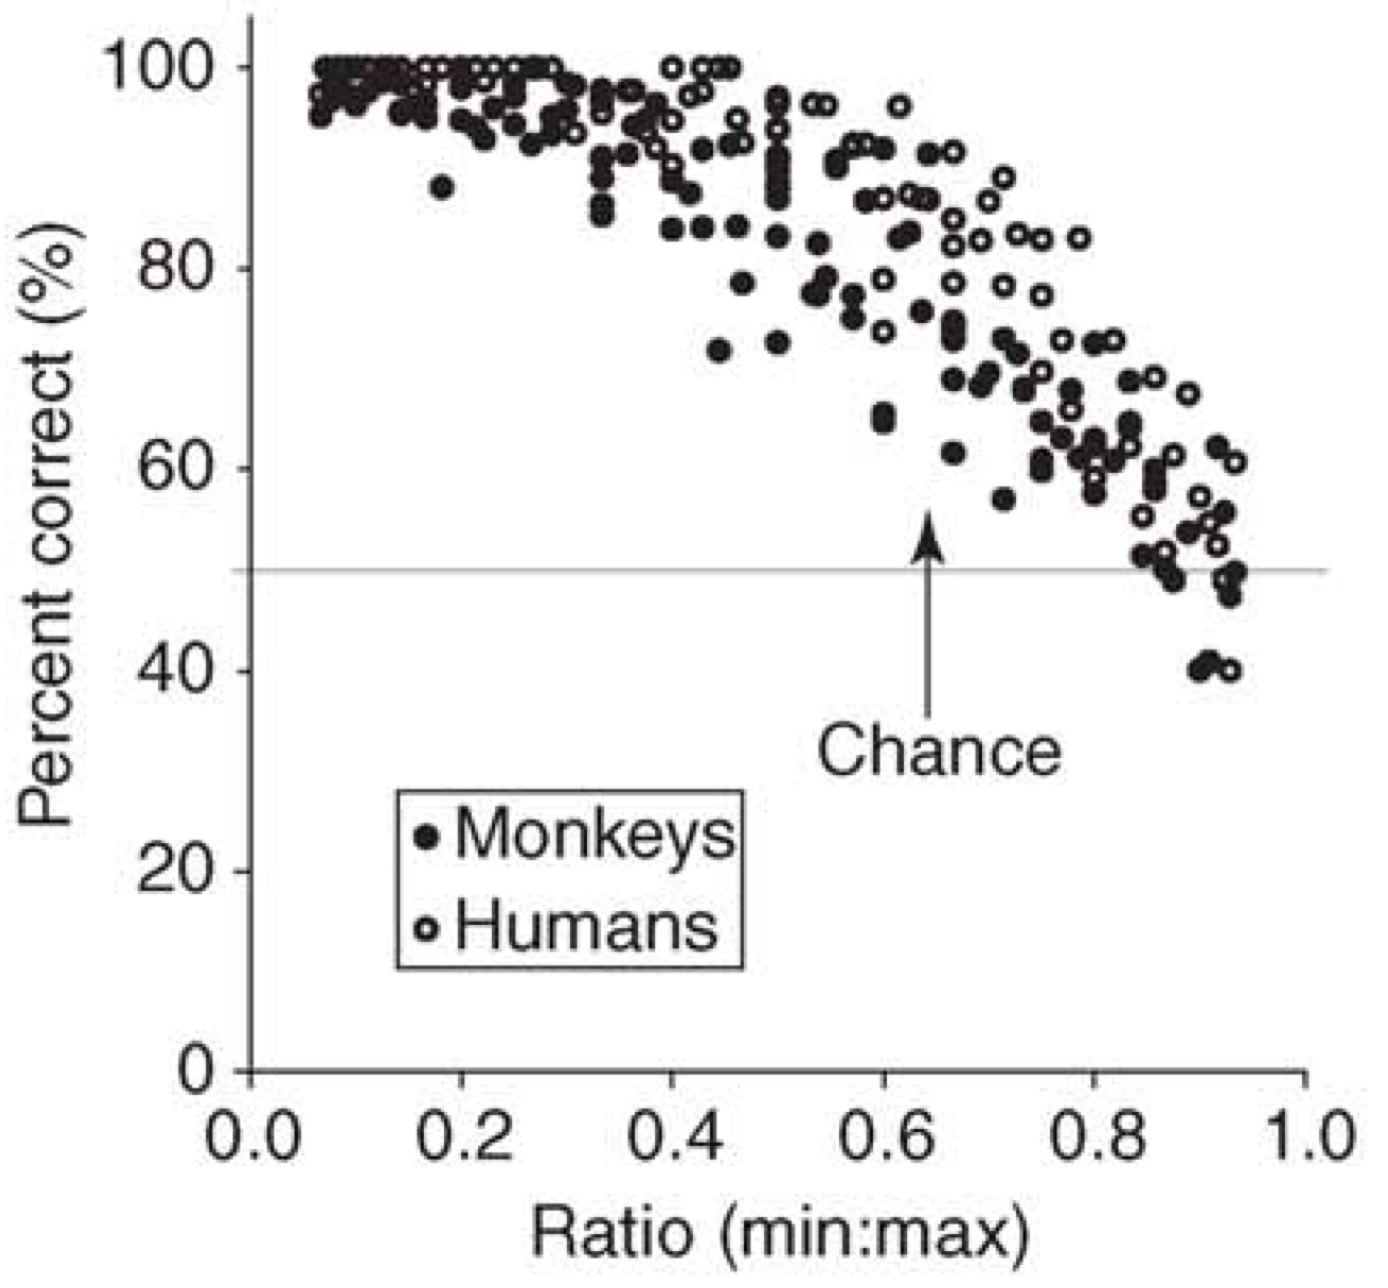 100
80
60
40
20
0
Percent correct (%)
Chance
Monkeys
Humans
0.0 0.2 0.4 0.6 0.8 1.0
Ratio (min:max)